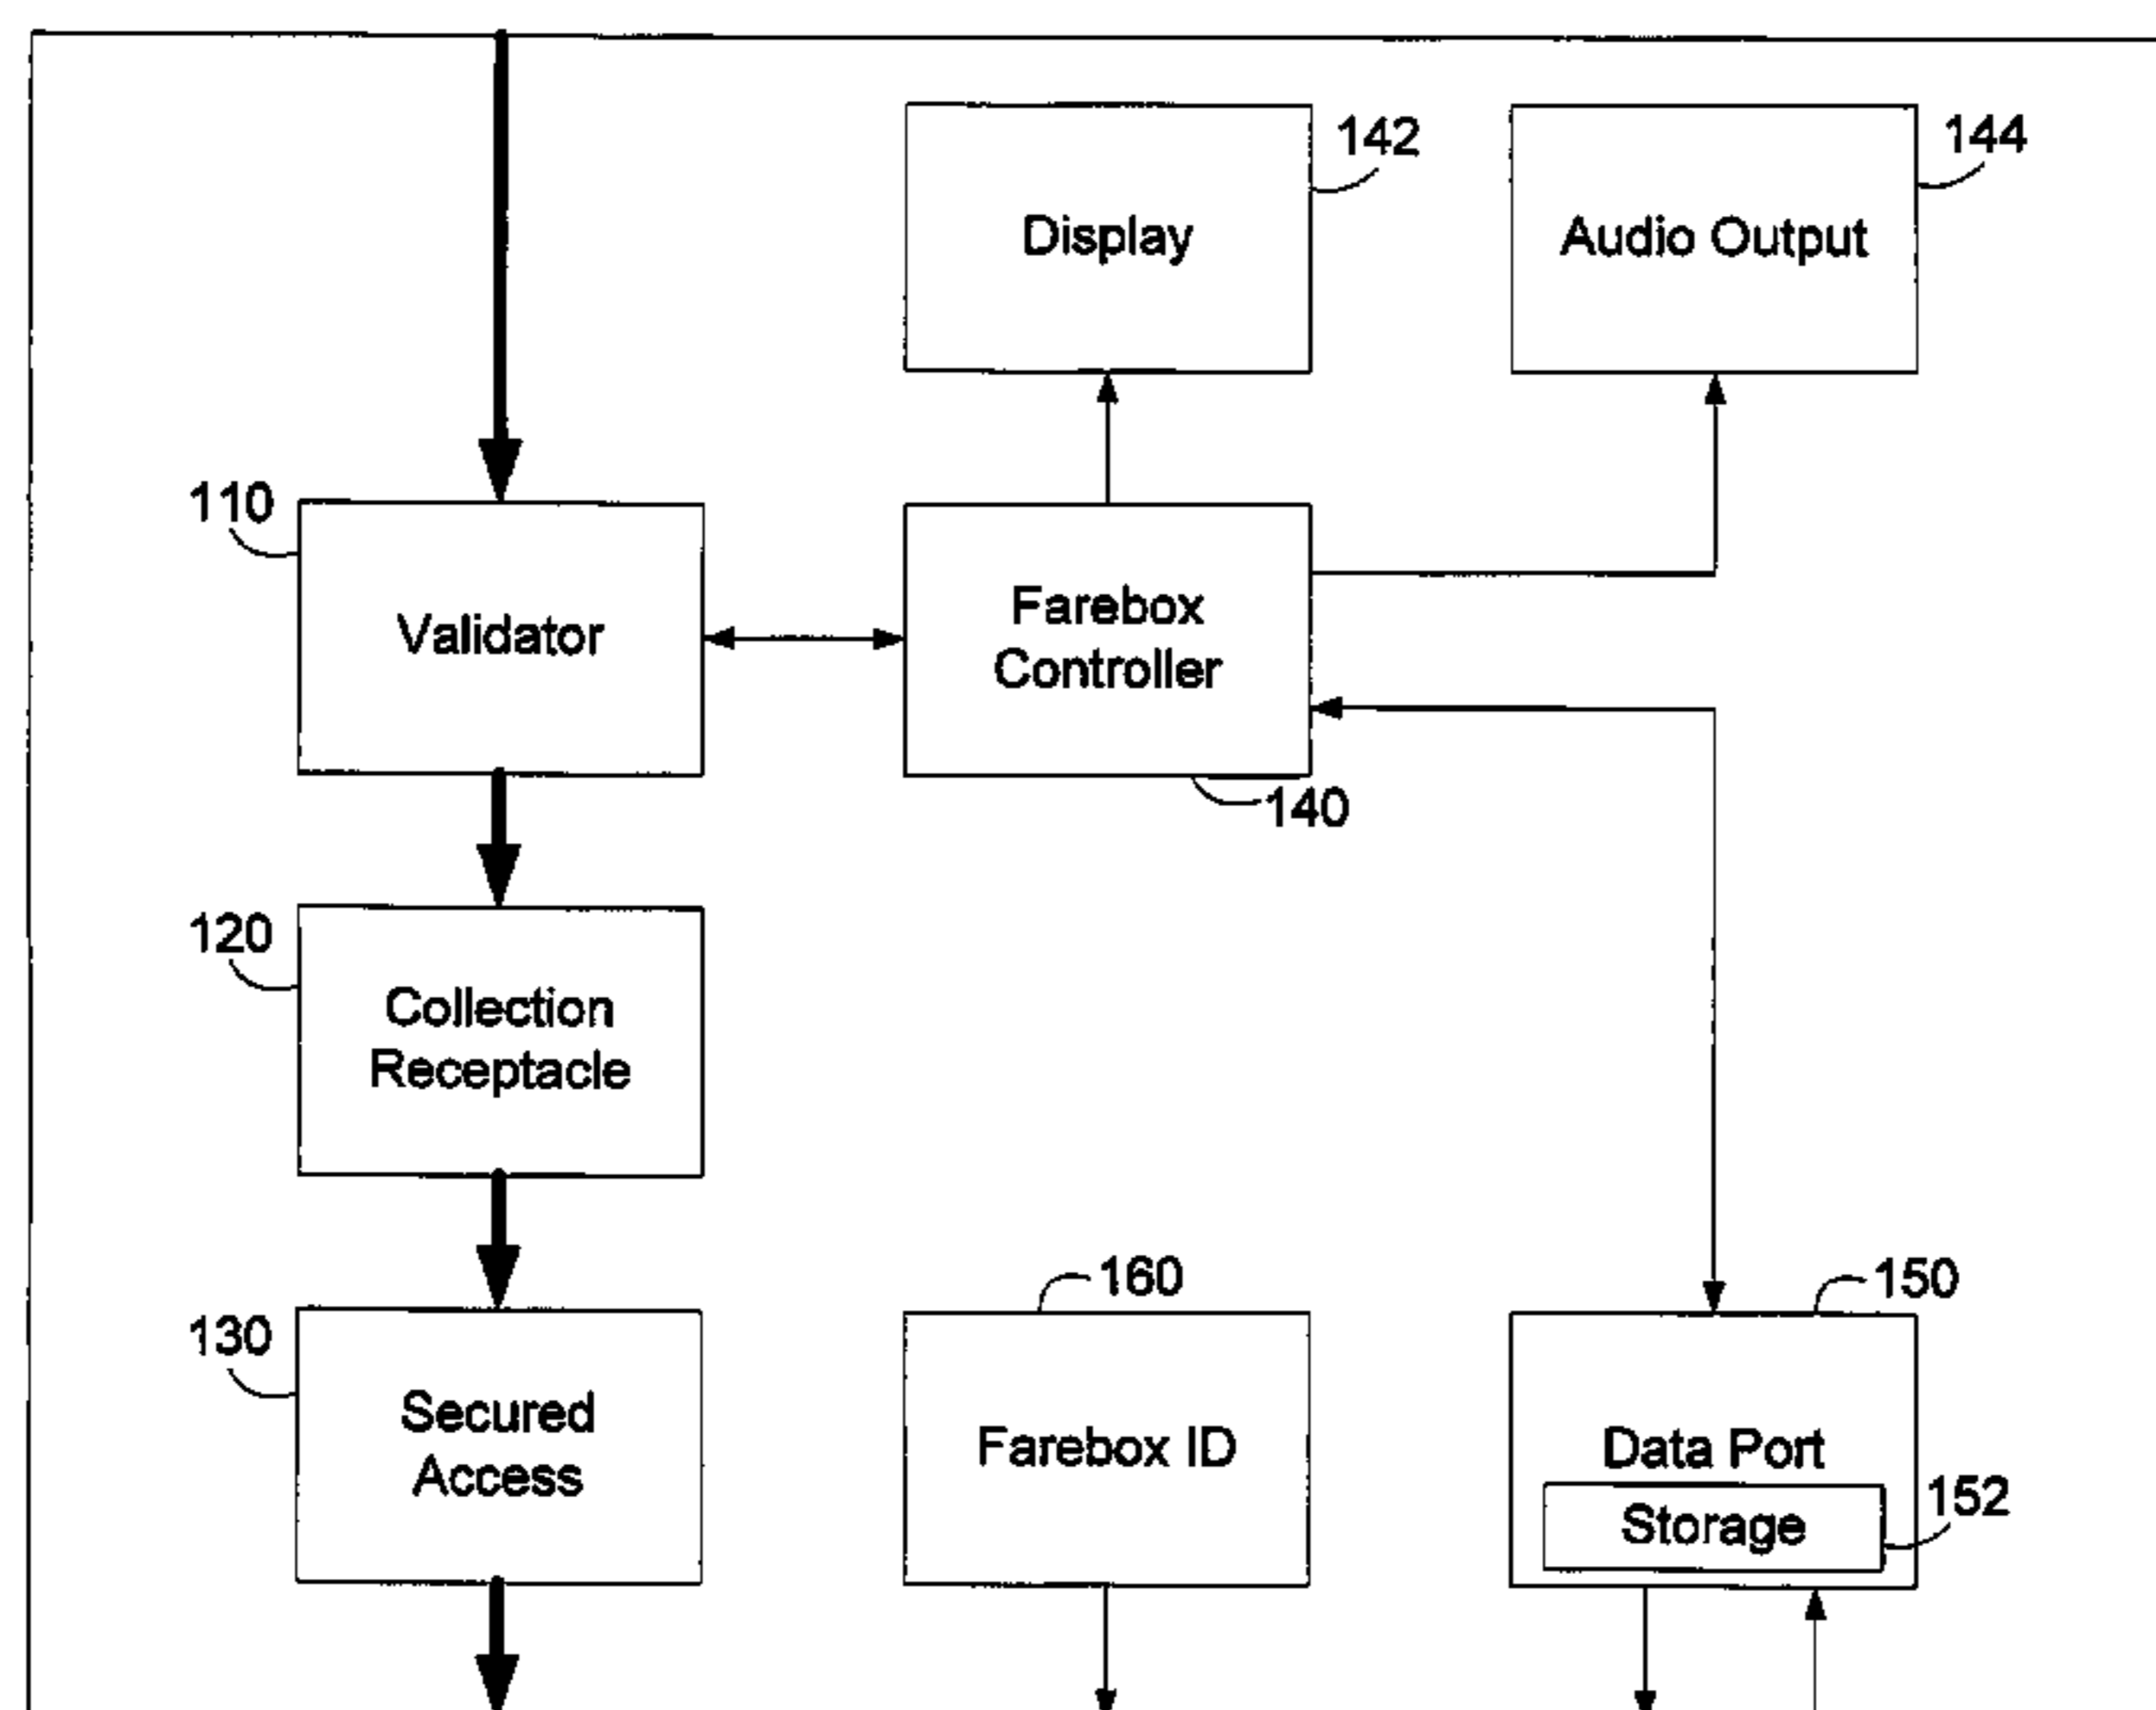 142
144
Display
Audio Output
110
Validator
Farebox
Controller
140
120
Collection
Receptacle
160
150
130
Secured
Access
Farebox ID
Data Port
152
Storage